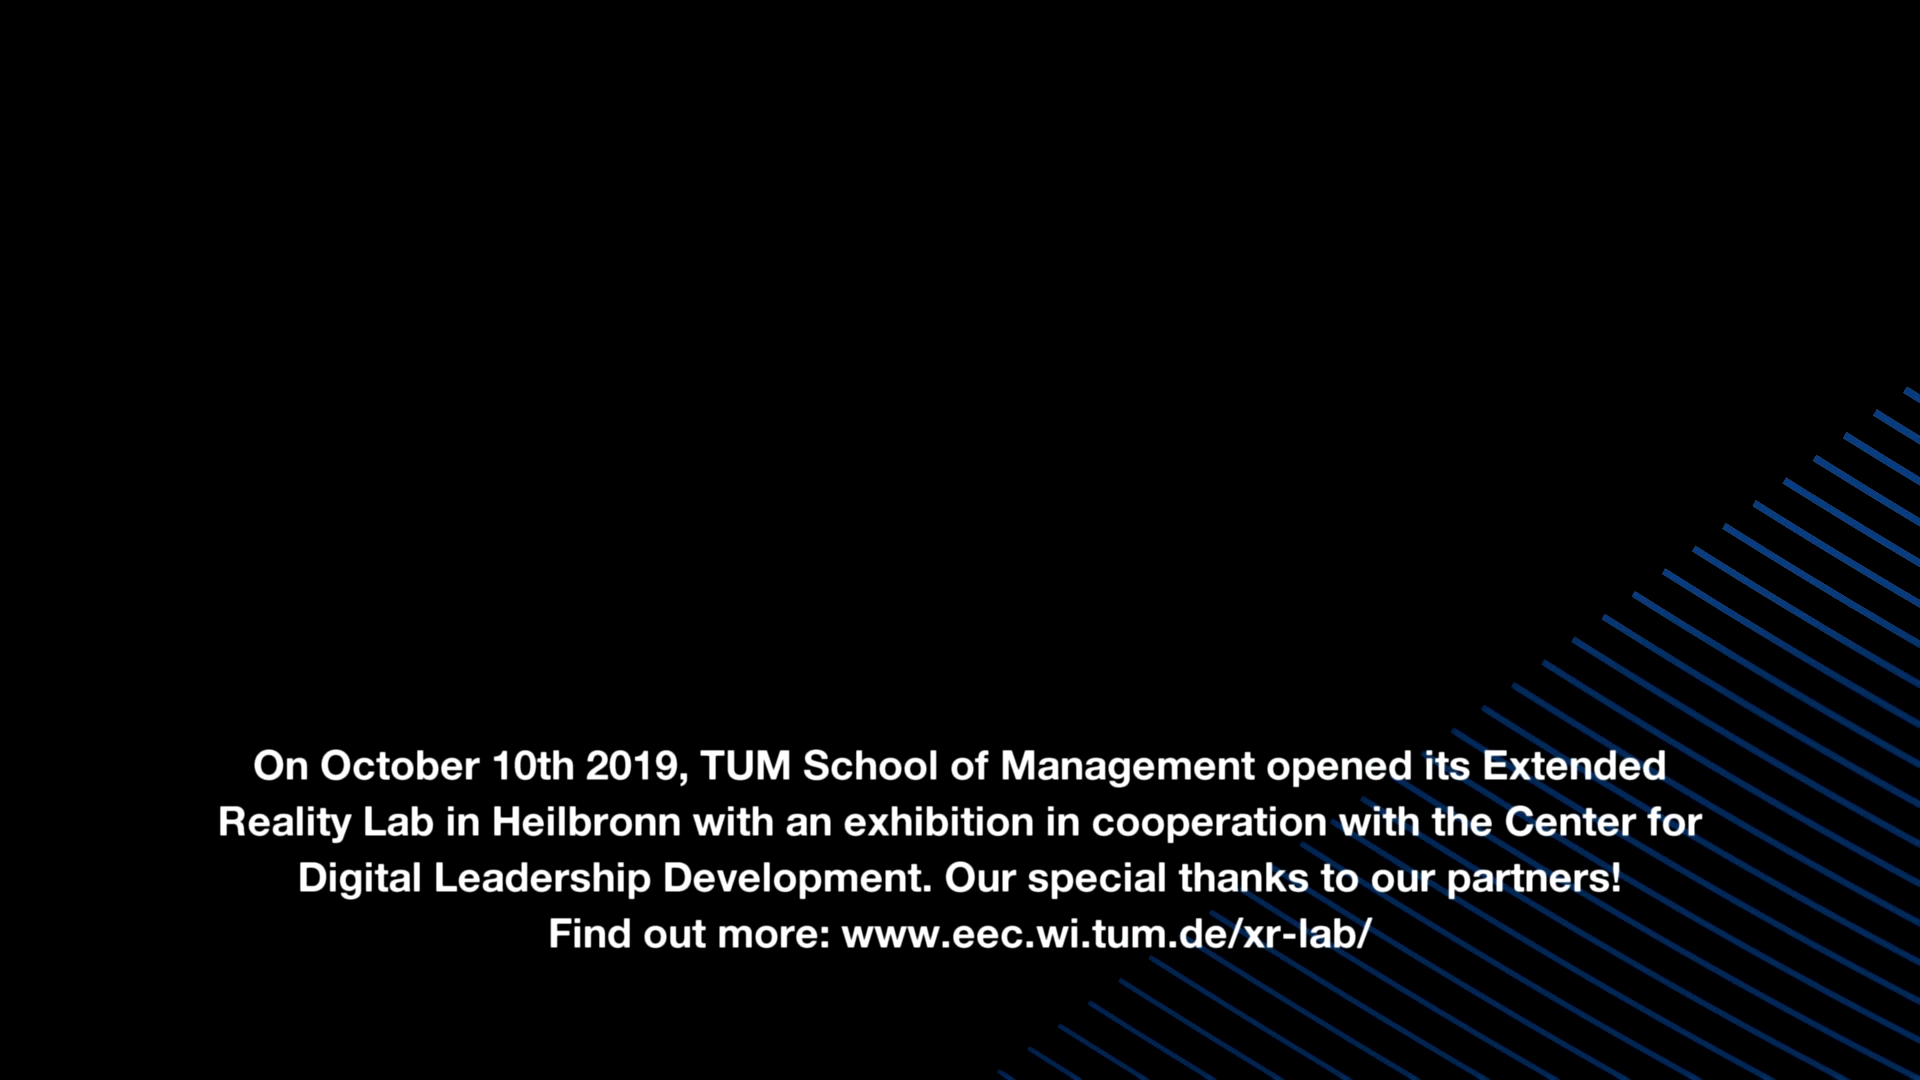 On October 10th 2019, TUM School of Management opened its Extended
Reality Lab in Heilbronn with an exhibition in cooperation with the Center for
Digital Leadership Development. Our special thanks to our partners!
Find out more: www.eec.wi.tum.de/xr-lab/